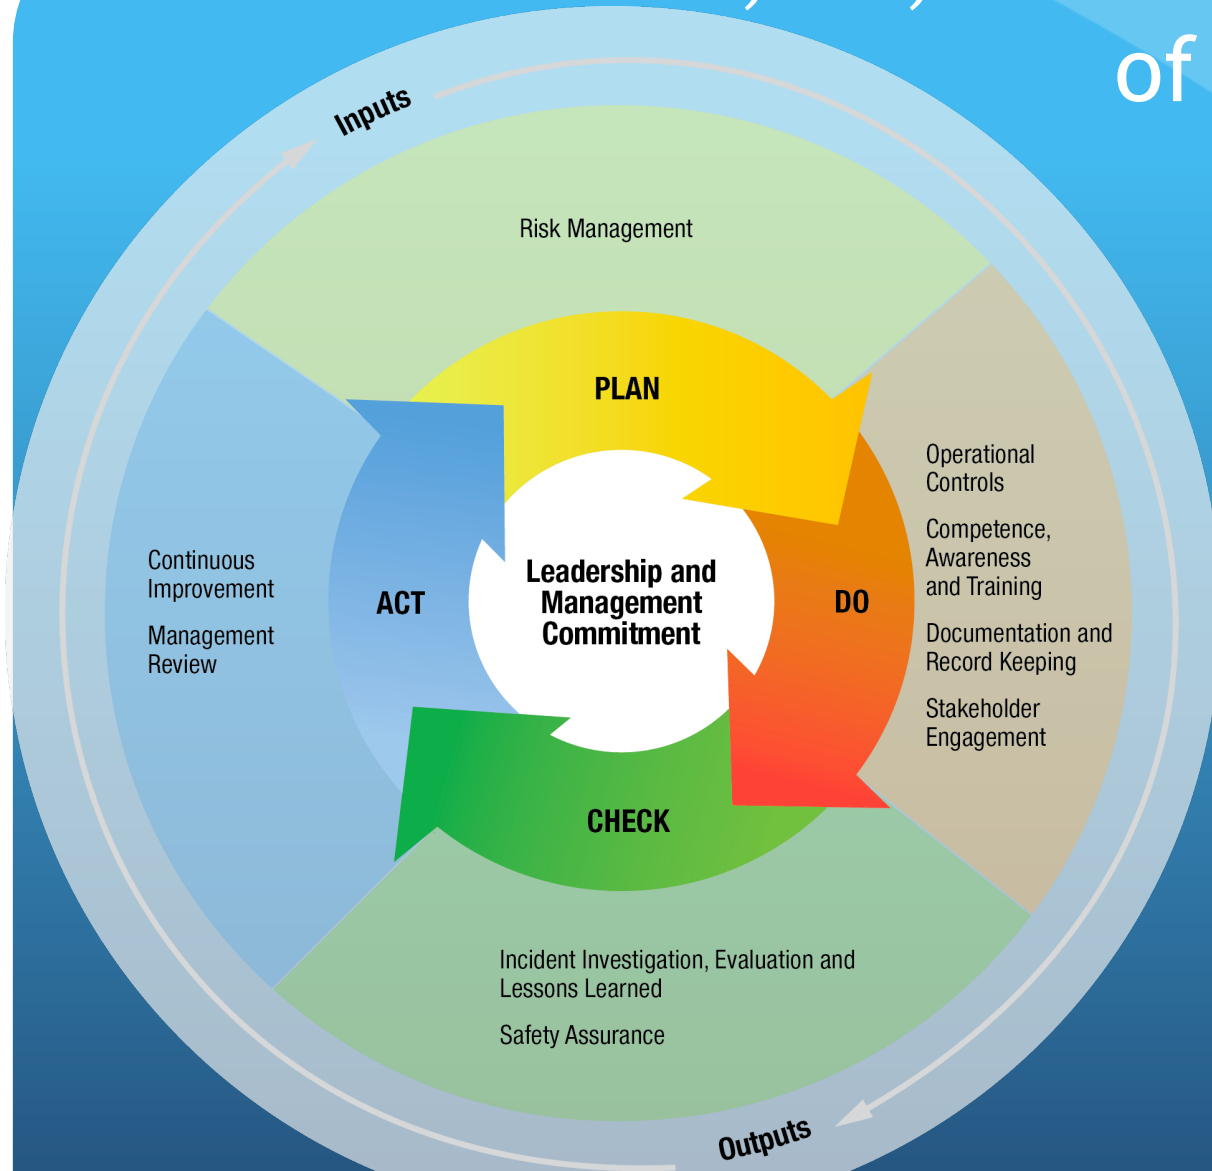 of
Inputs
Risk Management
PLAN
Operational
Controls
Competence,
Awareness
and Training
Documentation and
Record Keeping
Stakeholder
Engagement
DO
Leadership and
Management
Commitment
ACT
Continuous
Improvement
Management
Review
CHECK
Incident Investigation, Evaluation and
Lessons Learned
Safety Assurance
Outputs